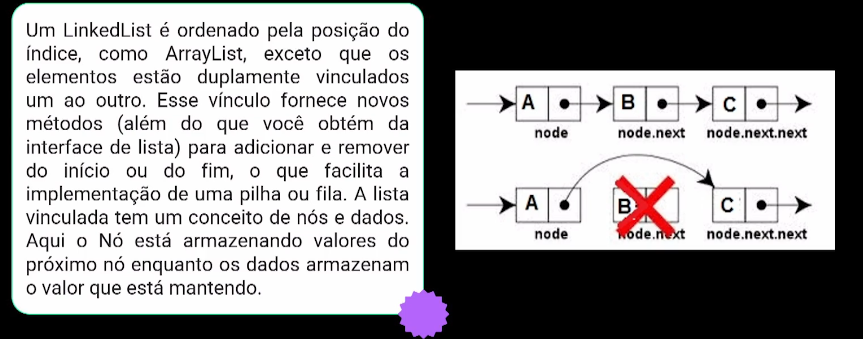 Um LinkedList é ordenado pela posição do
índice, como ArrayList, exceto que os
elementos estão duplamente vinculados
um ao outro. Esse vínculo fornece novos
métodos (além do que você obtém da
interface de lista) para adicionar e remover
do início ou do fim, o que facilita a
implementação de uma pilha ou fila. A lista
vinculada tem um conceito de nós e dados.
Aqui o Nó está armazenando valores do
próximo nó enquanto os dados armazenam
o valor que está mantendo.
A B C
node node.next node.next.next
A B C
node node.next node.next.next